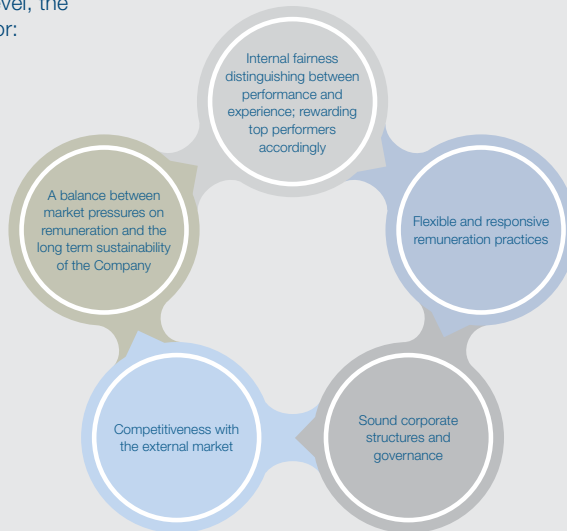 or:
Internal fairness
distinguishing between
performance and
experience; rewarding
top performers
accordingly
Flexible and responsive
remuneration practices
Sound corporate
structures and
governance
Competitiveness with
the external market
A balance between
market pressures on
remuneration and the
long term sustainability
of the Company